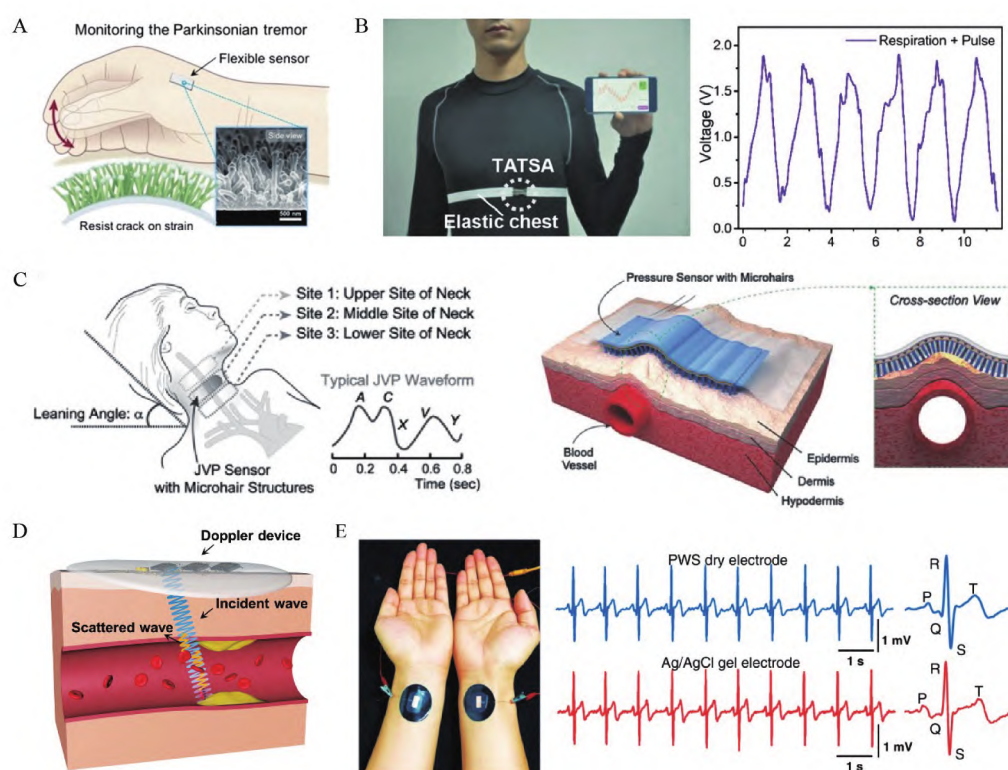 A
Monitoring the Parkinsonian tremor
Flexible sensor
Side view
500 nm
Resist crack on strain
B
TATSA
Elastic chest
Respiration + Pulse
Voltage (V)
2.0
1.5
1.0
0.5
0.0
0 2 4 6 8 10
C
Site 1: Upper Site of Neck
Site 2: Middle Site of Neck
Site 3: Lower Site of Neck
Typical JVP Waveform
A C X V Y
Leaning Angle: α
JVP Sensor
with Microhair Structures
0 0.2 0.4 0.6 0.8
Time (sec)
Pressure Sensor with Microhairs
Cross-section View
Blood
Vessel
Epidermis
Dermis
Hypodermis
D
Doppler device
Incident wave
Scattered wave
E
PWS dry electrode
1 mV
1 s
R
P
T
Q
S
Ag/AgCl gel electrode
1 mV
1 s
R
P
T
Q
S